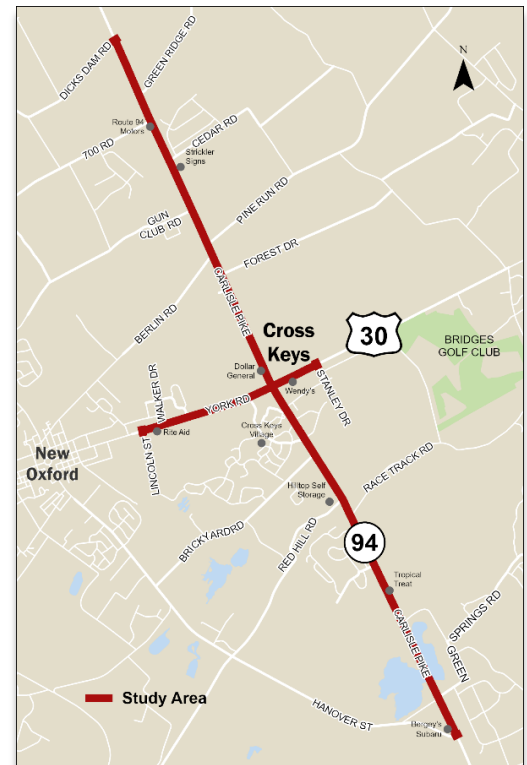 N
DICKS DAM RD
GREEN RIDGE RD
Route 94
Motors
700 RD
CEDAR RD
Strickler
Signs
GUN
CLUB RD
PINE RUN RD
FOREST DR
BERLIN RD
CARLISLE PIKE
Cross
Keys
30
BRIDGES
GOLF CLUB
Dollar
General
Wendy's
STANLEY DR
WALKER DR
YORK RD
Rite Aid
LINCOLN ST
Cross Keys
Village
New
Oxford
RACE TRACK RD
Hilltop Self
Storage
BRICKYARD RD
RED HILL RD
94
Tropical
Treat
CARLISLE PIKE
SPRINGS RD
GREEN
Study Area
HANOVER ST
Bergey's
Subaru